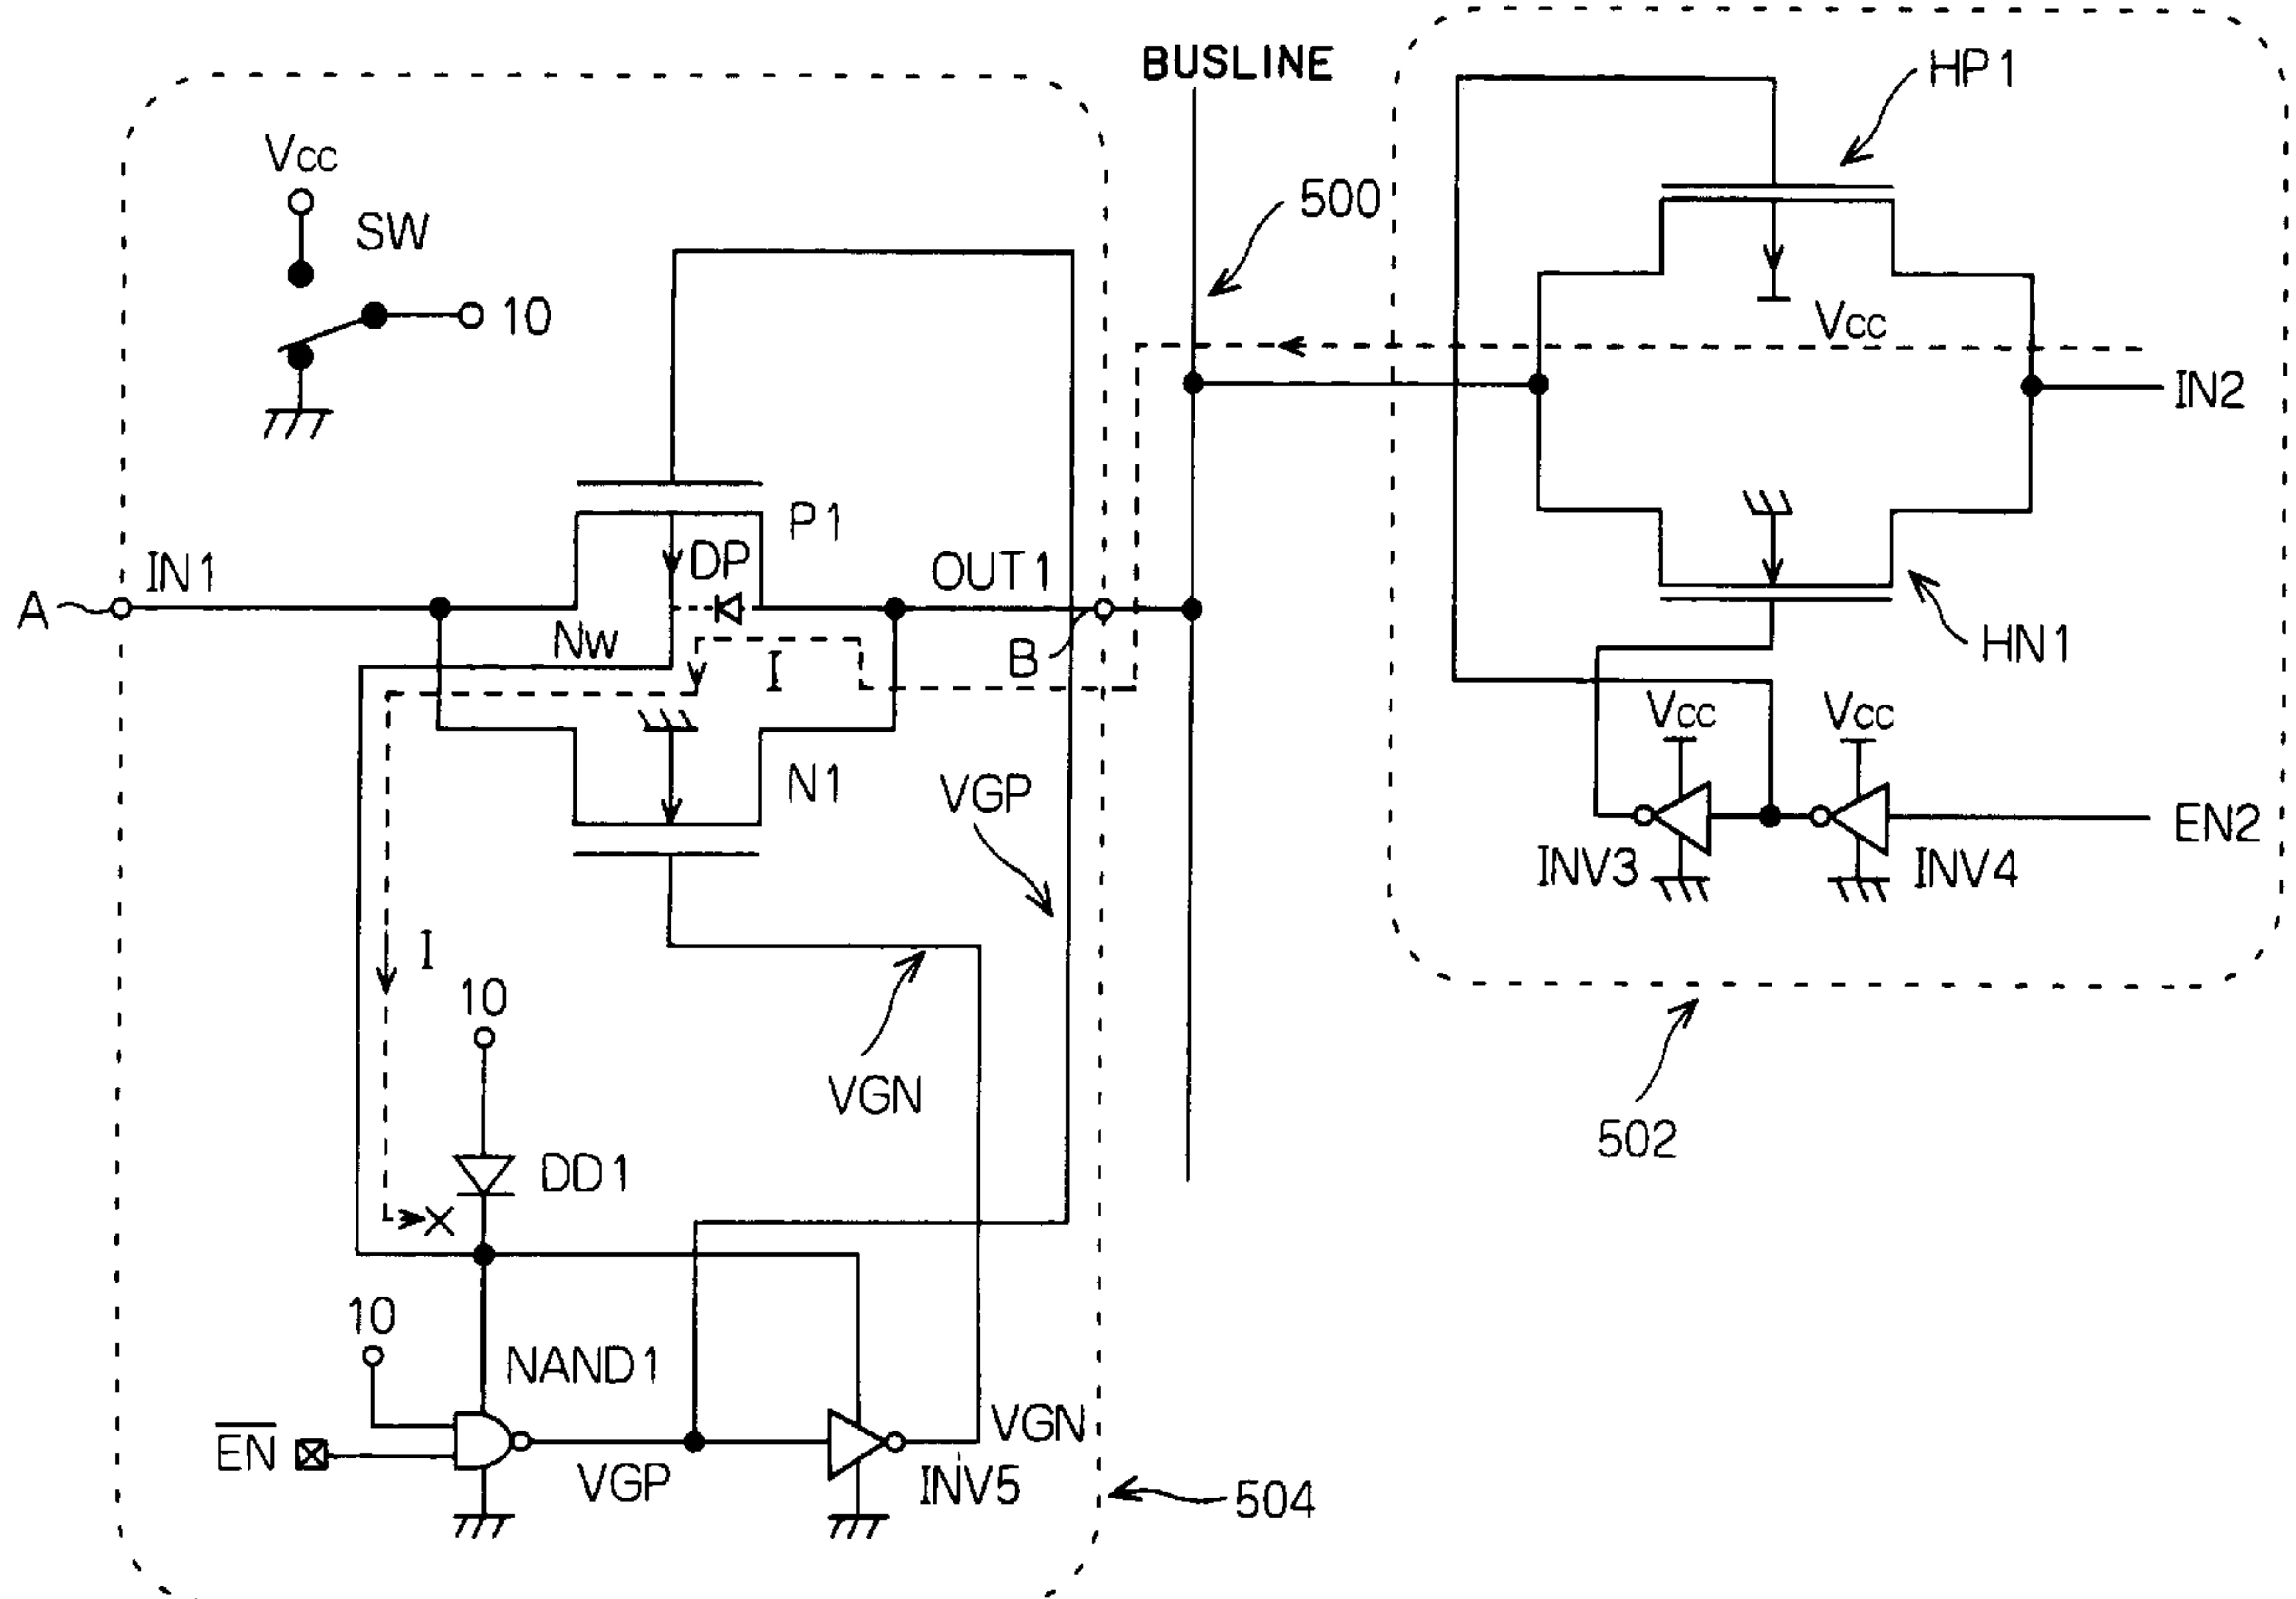 BUSLINE
HP1
Vcc
SW
500
10
Vcc
IN2
P1
DP
IN1
OUT1
A
Nw
I
B
HN1
Vcc
Vcc
N1
VGP
EN2
INV3
INV4
I
10
VGN
502
DD1
10
NAND1
EN
VGP
VGN
INV5
504